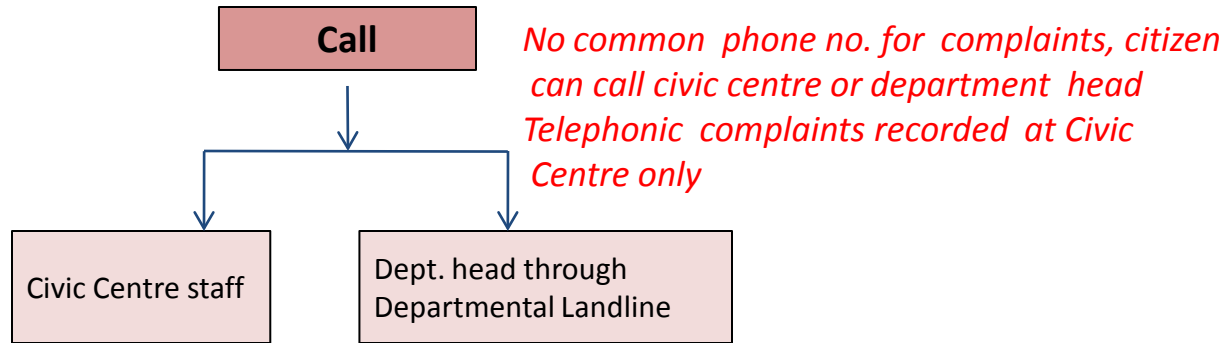 Call
No common phone no. for complaints, citizen
can call civic centre or department head
Telephonic complaints recorded at Civic
Centre only
Civic Centre staff
Dept. head through
Departmental Landline